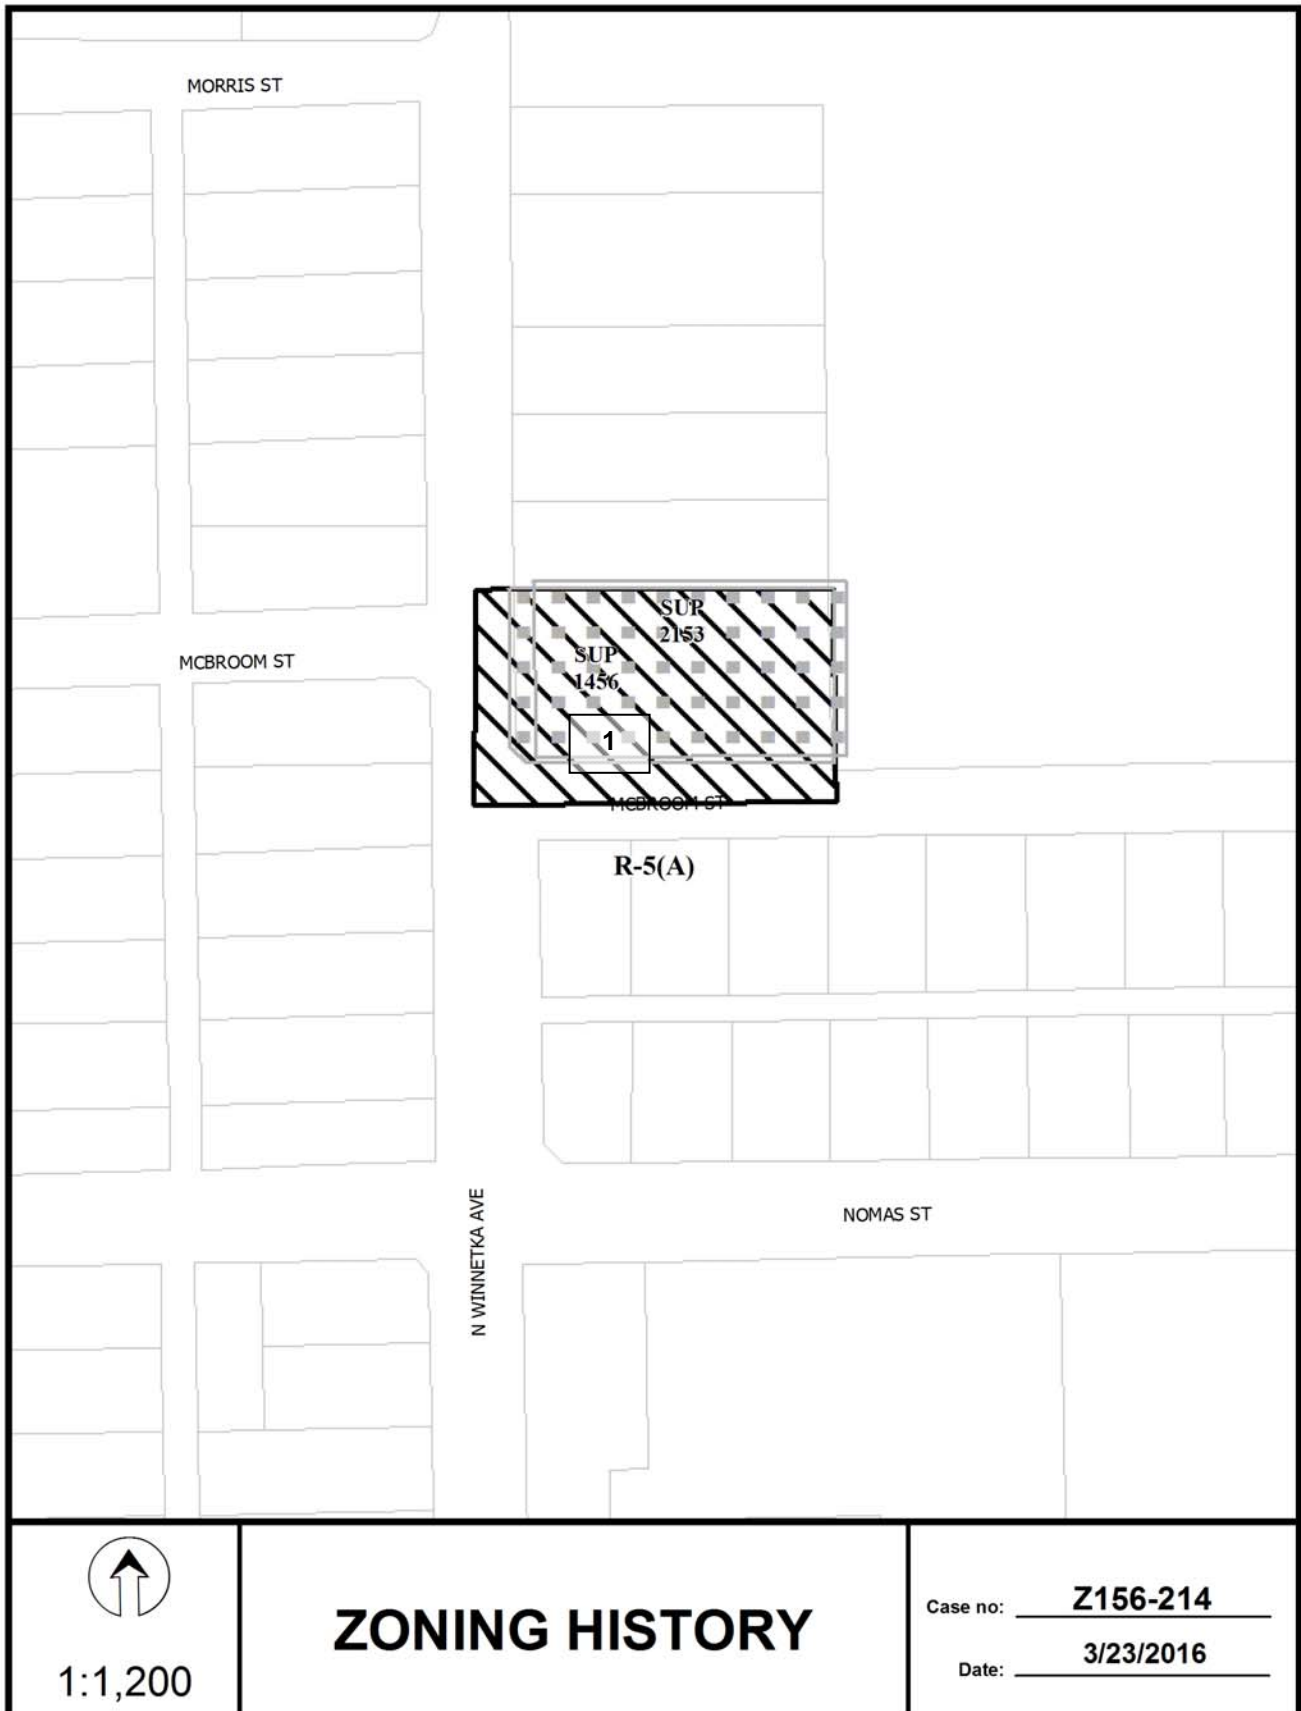 MORRIS ST
SUP
2153
SUP
1456
MCBROOM ST
1
MCBROOM ST
R-5(A)
N WINNETKA AVE
NOMAS ST
1:1,200
ZONING HISTORY
Case no: Z156-214
Date: 3/23/2016